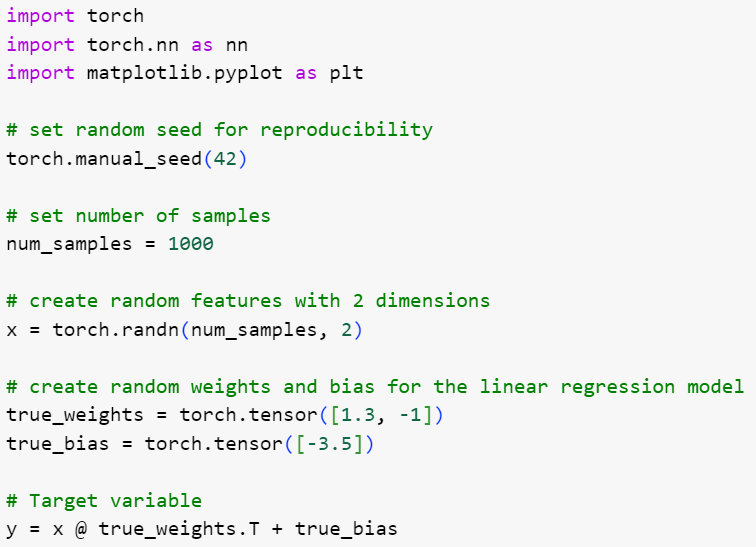 import torch
import torch.nn as nn
import matplotlib.pyplot as plt
# set random seed for reproducibility
torch.manual_seed(42)
# set number of samples
num_samples = 1000
# create random features with 2 dimensions
x = torch.randn(num_samples, 2)
# create random weights and bias for the linear regression model
true_weights = torch.tensor([1.3, -1])
true_bias = torch.tensor([-3.5])
# Target variable
y = x @ true_weights.T + true_bias